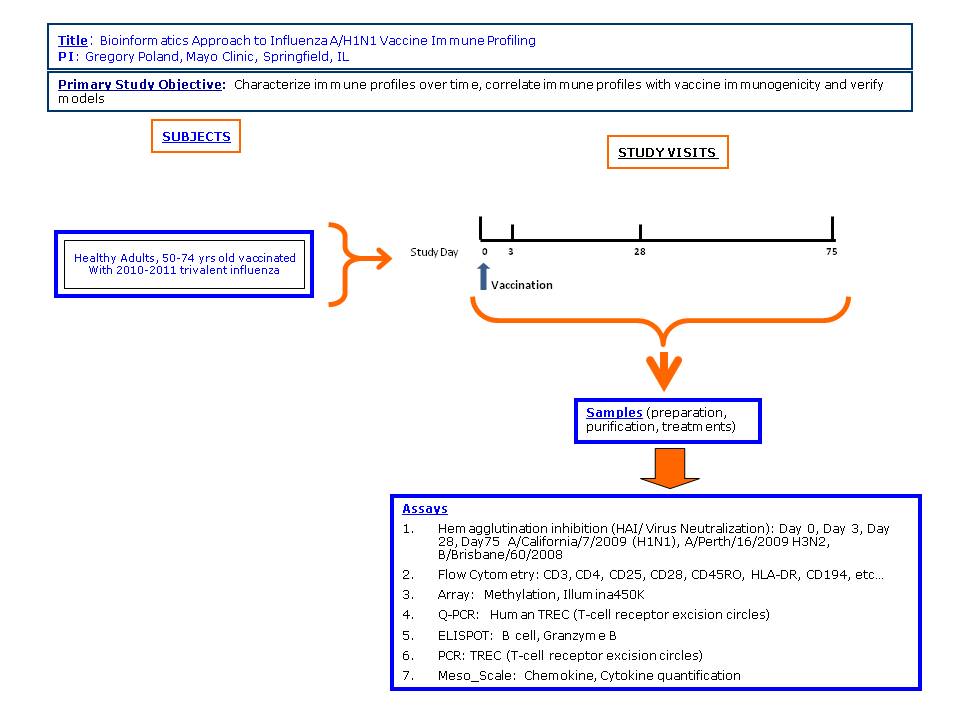 Title: Bioinformatics Approach to Influenza A/H1N1 Vaccine Immune Profiling
PI: Gregory Poland, Mayo Clinic, Springfield, IL
Primary Study Objective: Characterize immune profiles over time, correlate immune profiles with vaccine immunogenicity and verify
models
SUBJECTS
STUDY VISITS
Healthy Adults, 50-74 yrs old vaccinated
With 2010-2011 trivalent influenza
Study Day 0 3 28 75
Vaccination
Samples (preparation,
purification, treatments)
Assays
1. Hemagglutination inhibition (HAI/ Virus Neutralization): Day 0, Day 3, Day
28, Day75 A/California/7/2009 (H1N1), A/Perth/16/2009 H3N2,
B/Brisbane/60/2008
2. Flow Cytometry: CD3, CD4, CD25, CD28, CD45RO, HLA-DR, CD194, etc...
3. Array: Methylation, Illumina450K
4. Q-PCR: Human TREC (T-cell receptor excision circles)
5. ELISPOT: B cell, Granzyme B
6. PCR: TREC (T-cell receptor excision circles)
7. Meso_Scale: Chemokine, Cytokine quantification